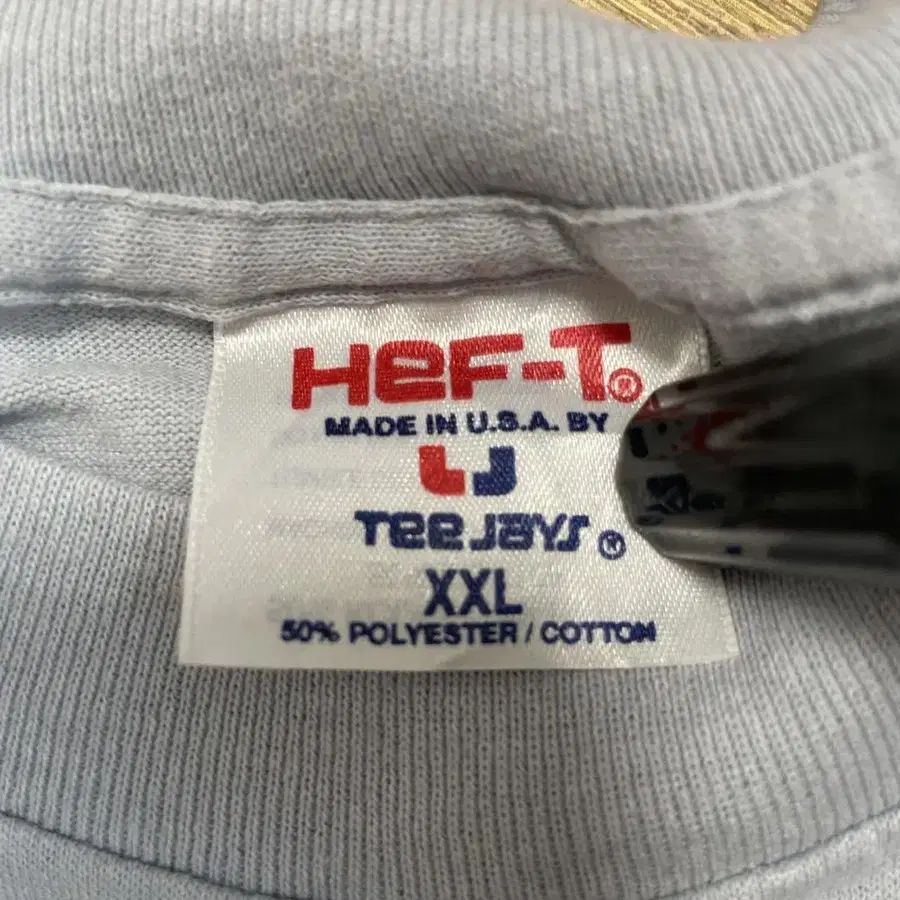 HeF-T®
MADE IN U.S.A. BY
Tee Jays ®
XXL
50% POLYESTER / COTTON